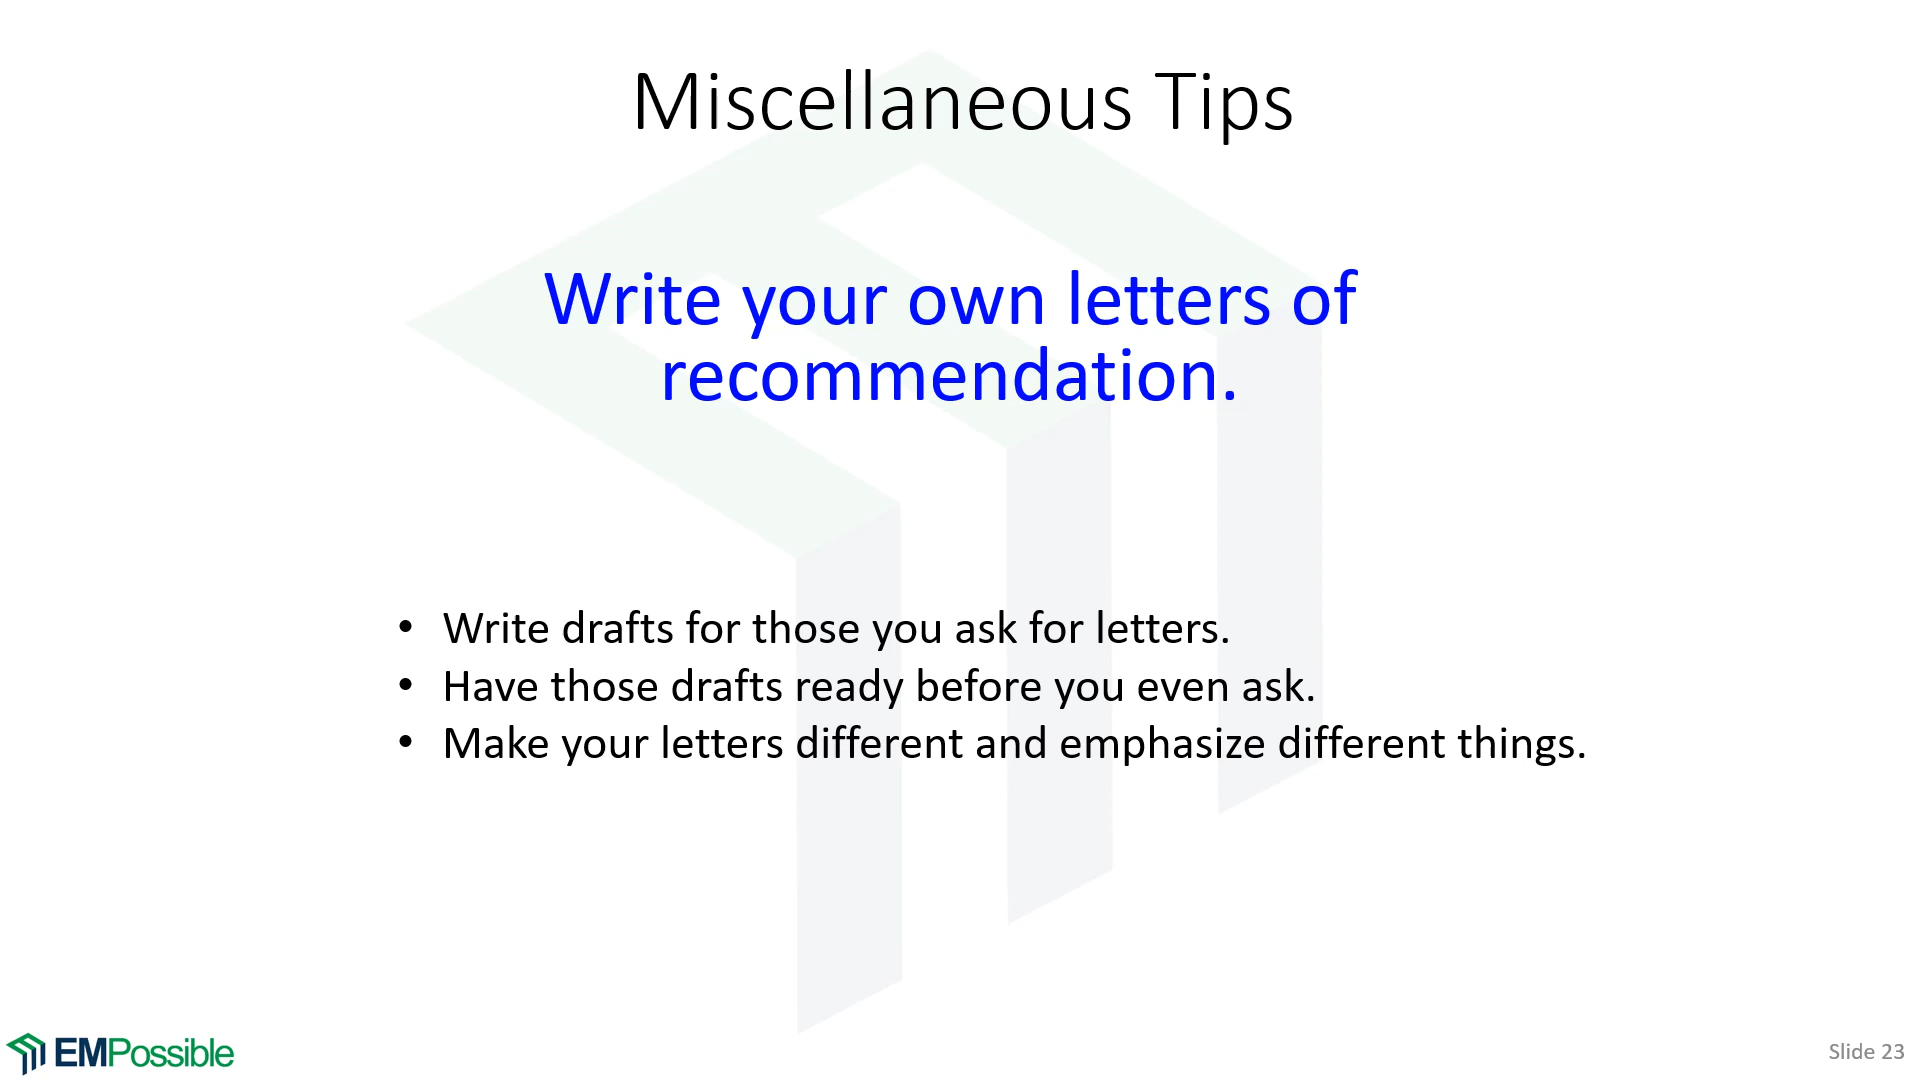 Miscellaneous Tips
Write your own letters of
recommendation.
• Write drafts for those you ask for letters.
• Have those drafts ready before you even ask.
• Make your letters different and emphasize different things.
EMPossible
Slide 23